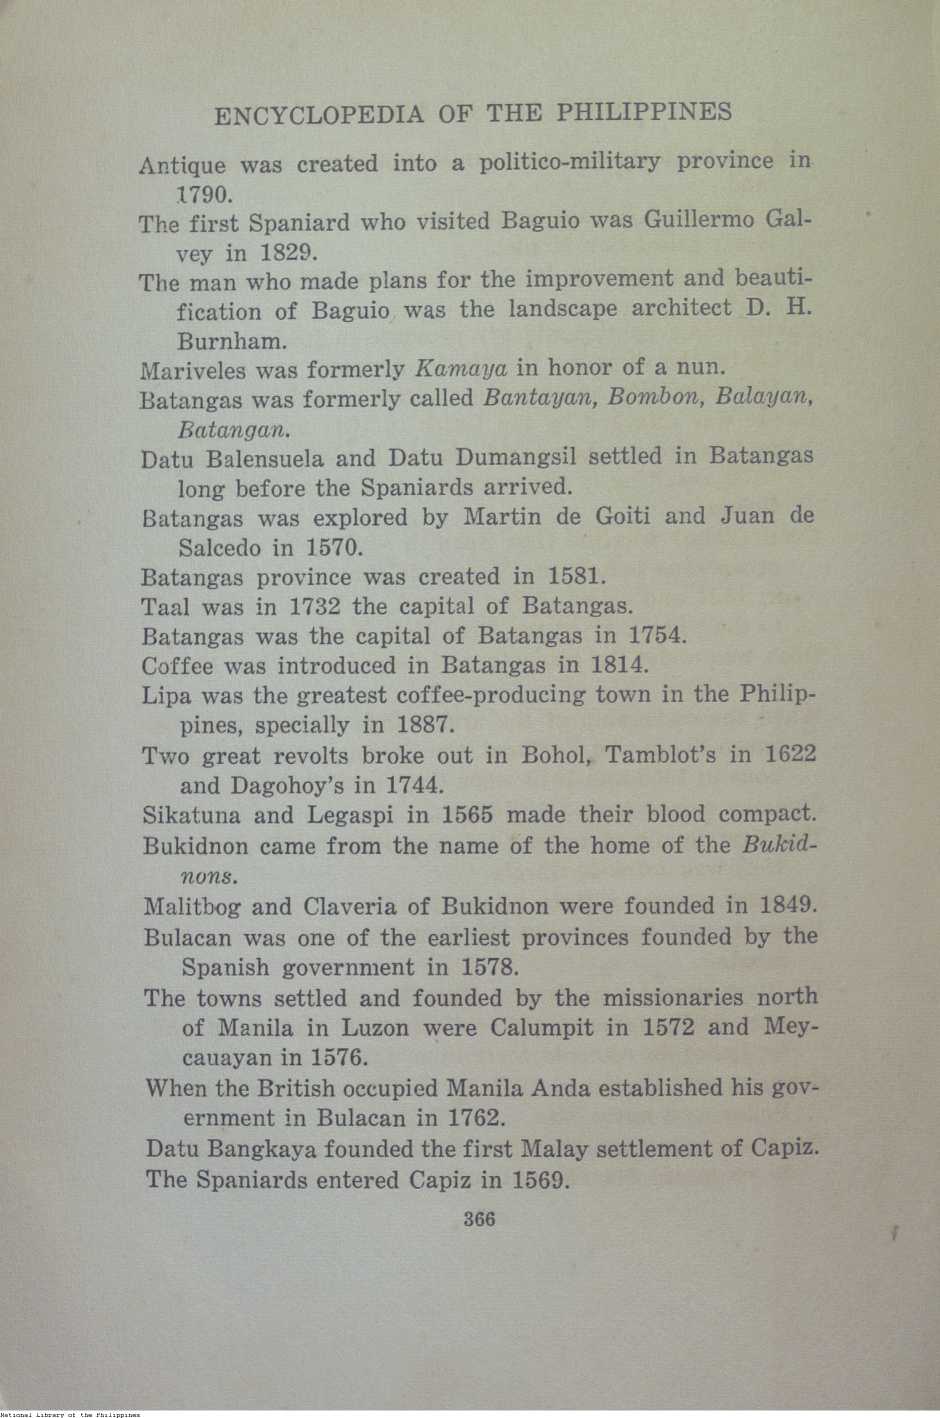 ENCYCLOPEDIA OF THE PHILIPPINES
Antique was created into a politico-military province in
1790.
The first Spaniard who visited Baguio was Guillermo Gal-
vey in 1829.
The man who made plans for the improvement and beauti-
fication of Baguio was the landscape architect D. H.
Burnham.
Mariveles was formerly Kamaya in honor of a nun.
Batangas was formerly called Bantayan, Bombon, Balayan,
Batangan.
Datu Balensuela and Datu Dumangsil settled in Batangas
long before the Spaniards arrived.
Batangas was explored by Martin de Goiti and Juan de
Salcedo in 1570.
Batangas province was created in 1581.
Taal was in 1732 the capital of Batangas.
Batangas was the capital of Batangas in 1754.
Coffee was introduced in Batangas in 1814.
Lipa was the greatest coffee-producing town in the Philip-
pines, specially in 1887.
Two great revolts broke out in Bohol, Tamblot's in 1622
and Dagohoy's in 1744.
Sikatuna and Legaspi in 1565 made their blood compact.
Bukidnon came from the name of the home of the Bukid-
nons.
Malitbog and Claveria of Bukidnon were founded in 1849.
Bulacan was one of the earliest provinces founded by the
Spanish government in 1578.
The towns settled and founded by the missionaries north
of Manila in Luzon were Calumpit in 1572 and Mey-
cauayan in 1576.
When the British occupied Manila Anda established his gov-
ernment in Bulacan in 1762.
Datu Bangkaya founded the first Malay settlement of Capiz.
The Spaniards entered Capiz in 1569.
366
National Library of the Philippines